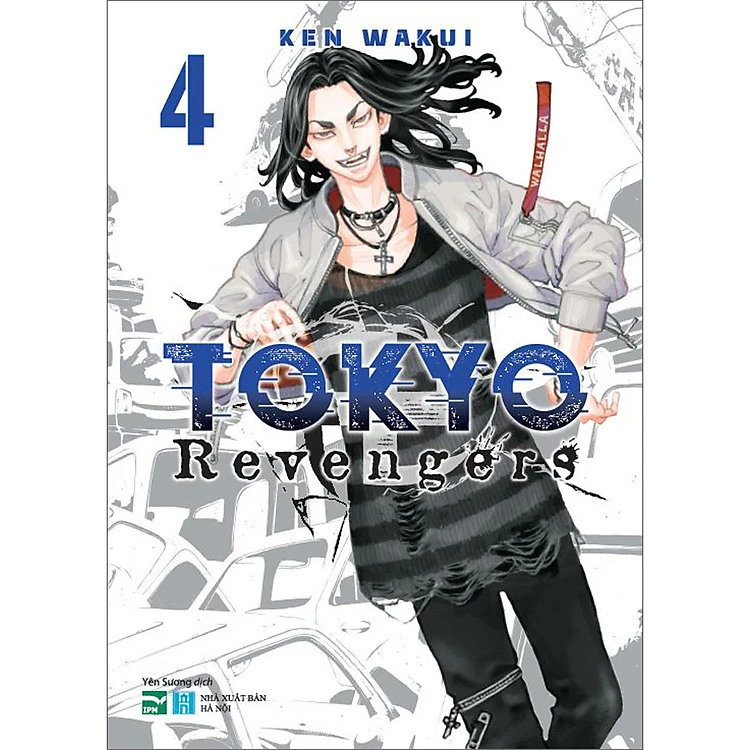 KEN WAKUI
4
WALHALLA
TOKYO
Revengers
Yên Sương dịch
IPM
NHÀ XUẤT BẢN
HÀ NỘI